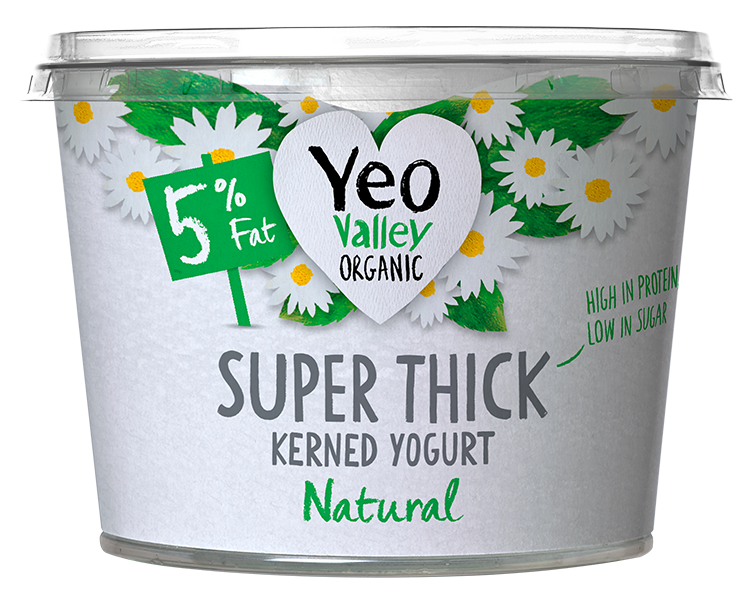 Yeo
Valley
ORGANIC
5% Fat
HIGH IN PROTEIN
LOW IN SUGAR
SUPER THICK
KERNED YOGURT
Natural